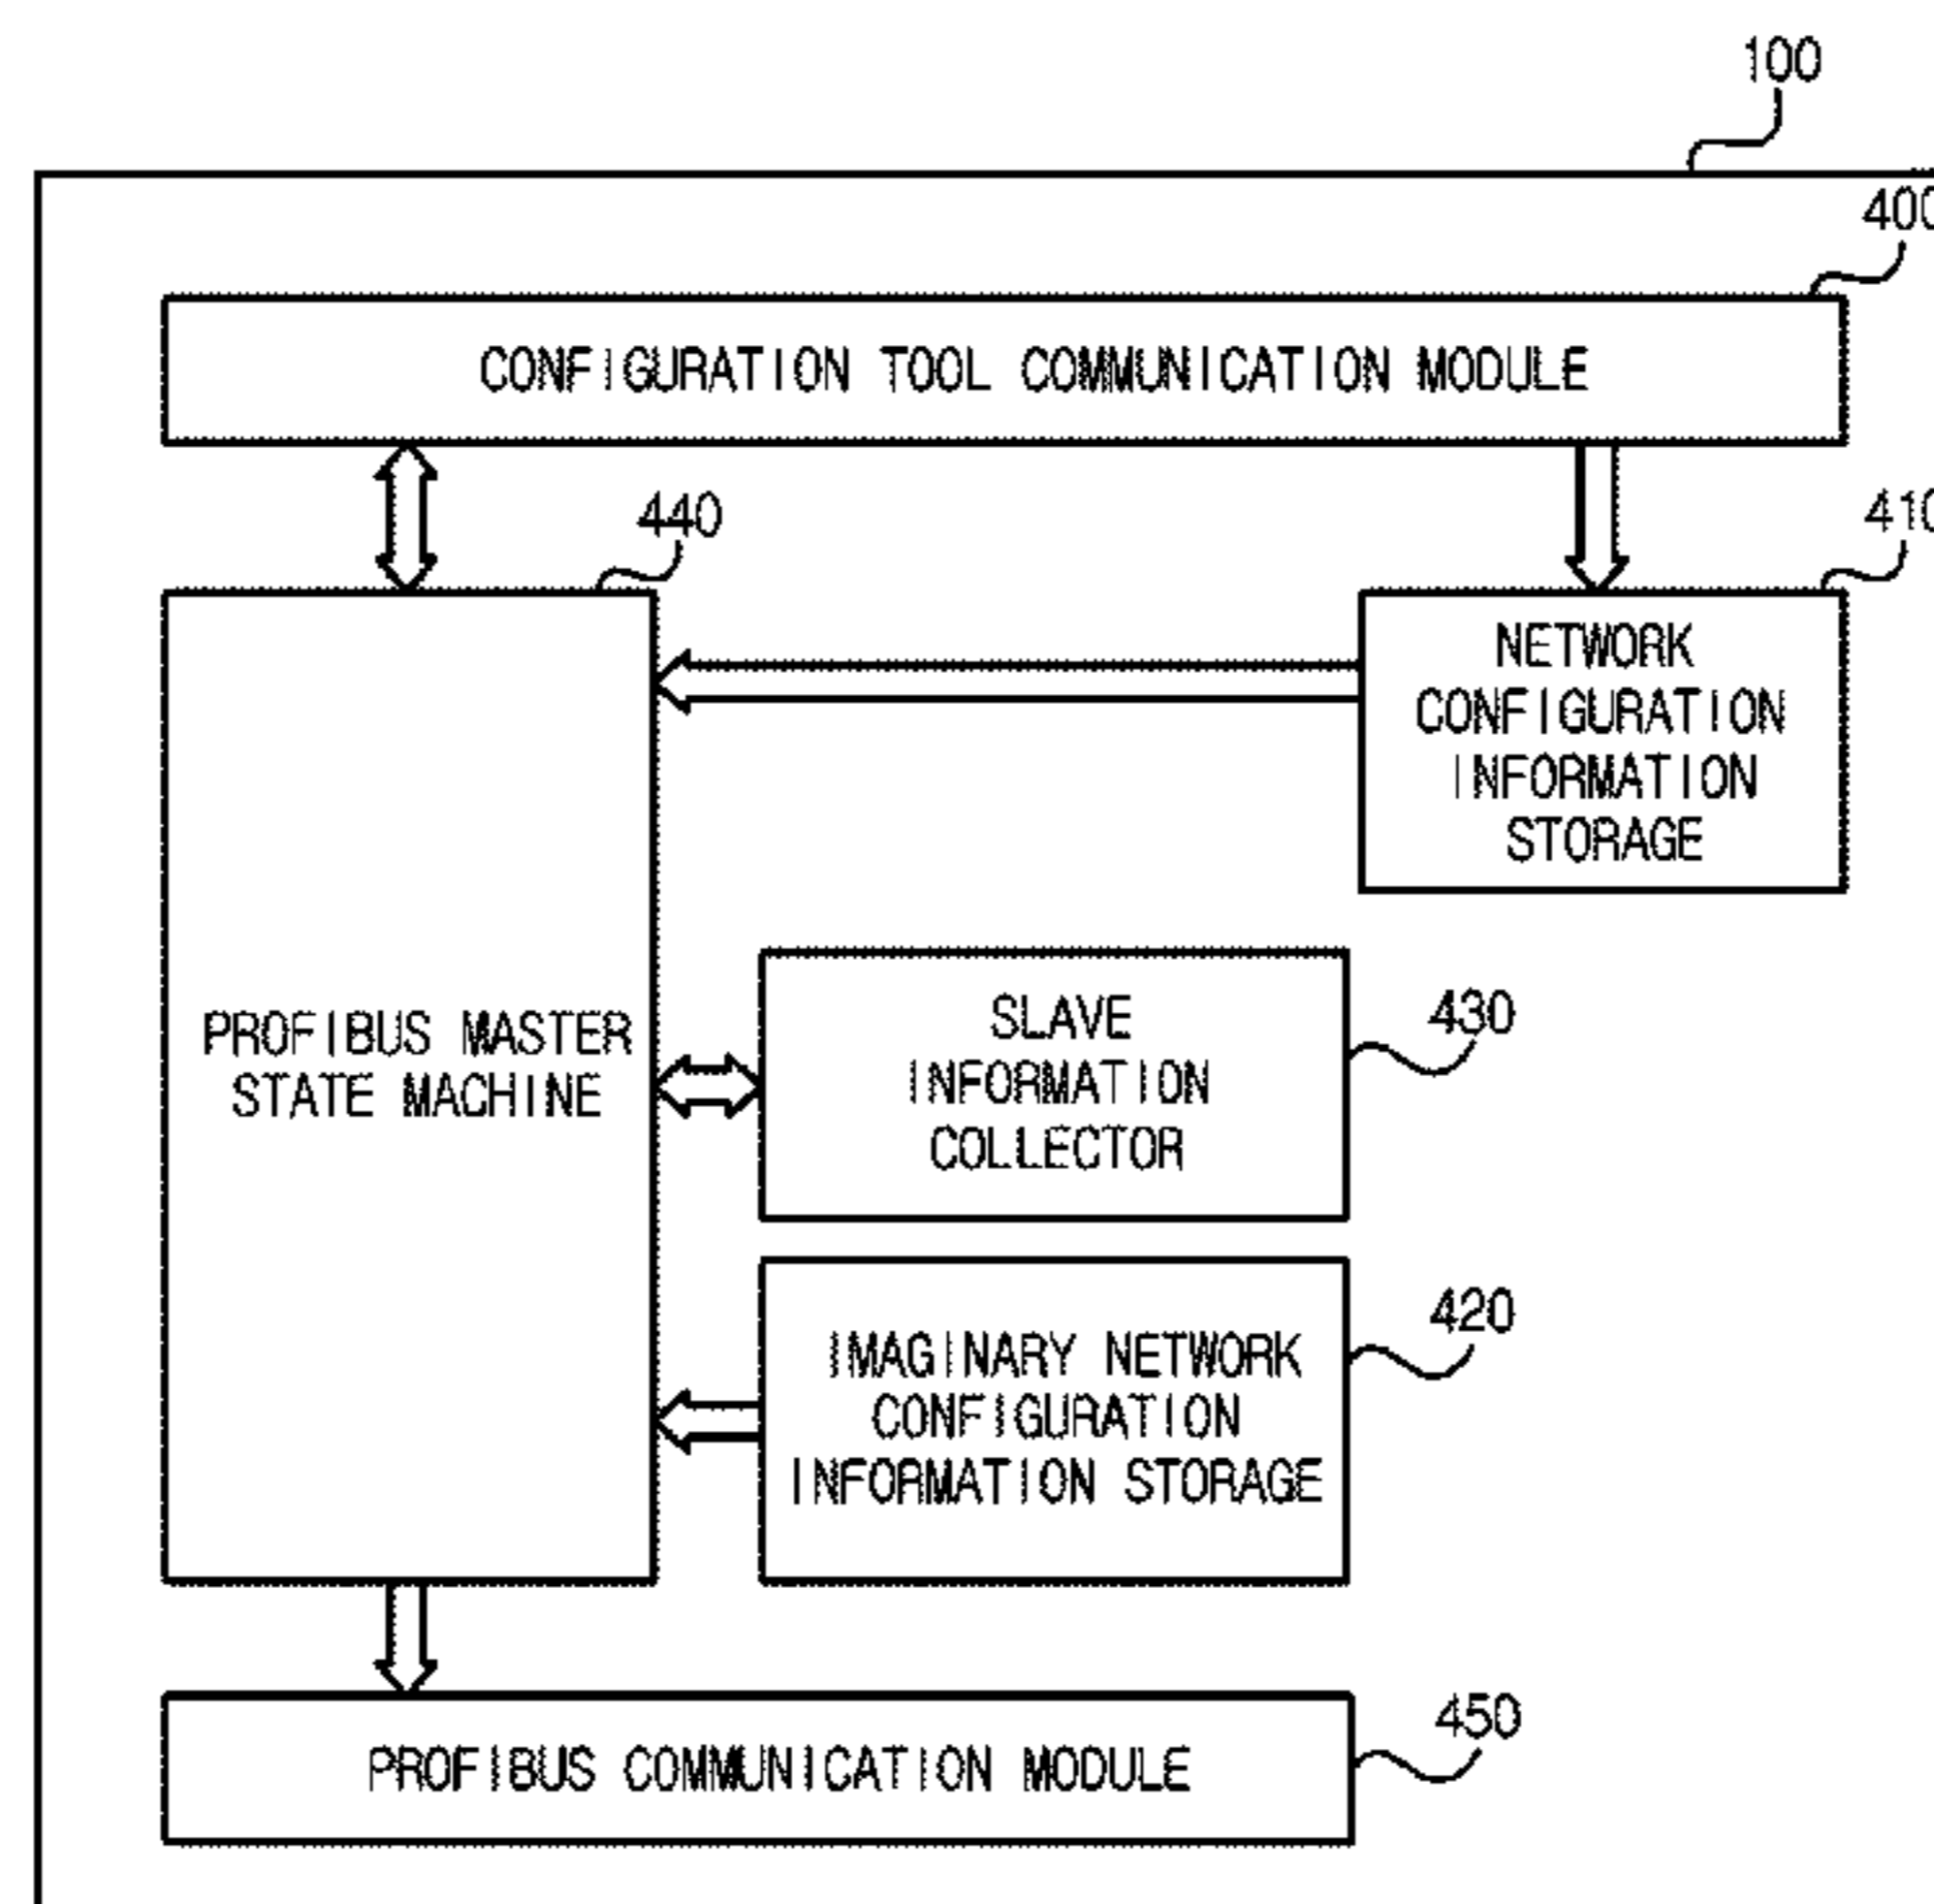 100
400
CONFIGURATION TOOL COMMUNICATION MODULE
440
410
NETWORK
CONFIGURATION
INFORMATION
STORAGE
PROFIBUS MASTER
STATE MACHINE
SLAVE
INFORMATION
COLLECTOR
430
IMAGINARY NETWORK
CONFIGURATION
INFORMATION STORAGE
420
PROFIBUS COMMUNICATION MODULE
450